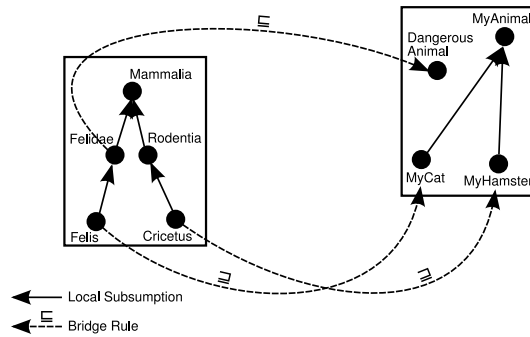 ⊑
MyAnimal
Dangerous
Animal
Mammalia
Felidae
Rodentia
MyCat
MyHamster
Felis
Cricetus
⊒
⊒
Local Subsumption
⊑
Bridge Rule